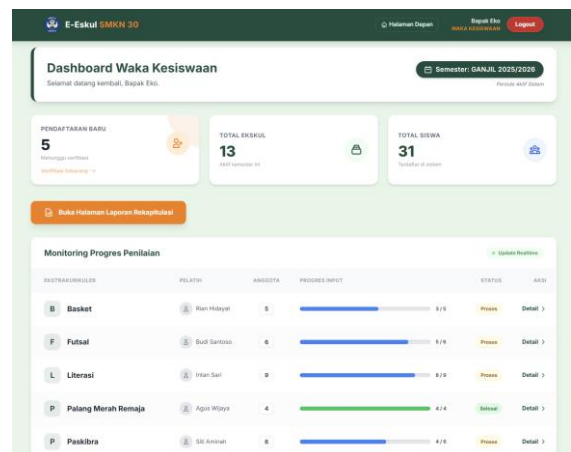 E-Eskul SMKN 30
Halaman Depan
Bapak Eko
WAKA KESISWAAN
Logout
Dashboard Waka Kesiswaan
Selamat datang kembali, Bapak Eko.
Semester: GANJIL 2025/2026
Periode Aktif Sistem
PENDAFTARAN BARU
5
Menunggu verifikasi
Verifikasi Sekarang →
TOTAL EKSKUL
13
Aktif semester ini
TOTAL SISWA
31
Terdaftar di sistem
Buka Halaman Laporan Rekapitulasi
Monitoring Progres Penilaian
Update Realtime
EKSTRAKURIKULER PELATIH ANGGOTA PROGRES INPUT STATUS AKSI
B Basket Rian Hidayat 5 3/5 Proses Detail >
F Futsal Budi Santoso 6 5/6 Proses Detail >
L Literasi Intan Sari 9 8/9 Proses Detail >
P Palang Merah Remaja Agus Wijaya 4 4/4 Selesai Detail >
P Paskibra Siti Aminah 6 4/6 Proses Detail >